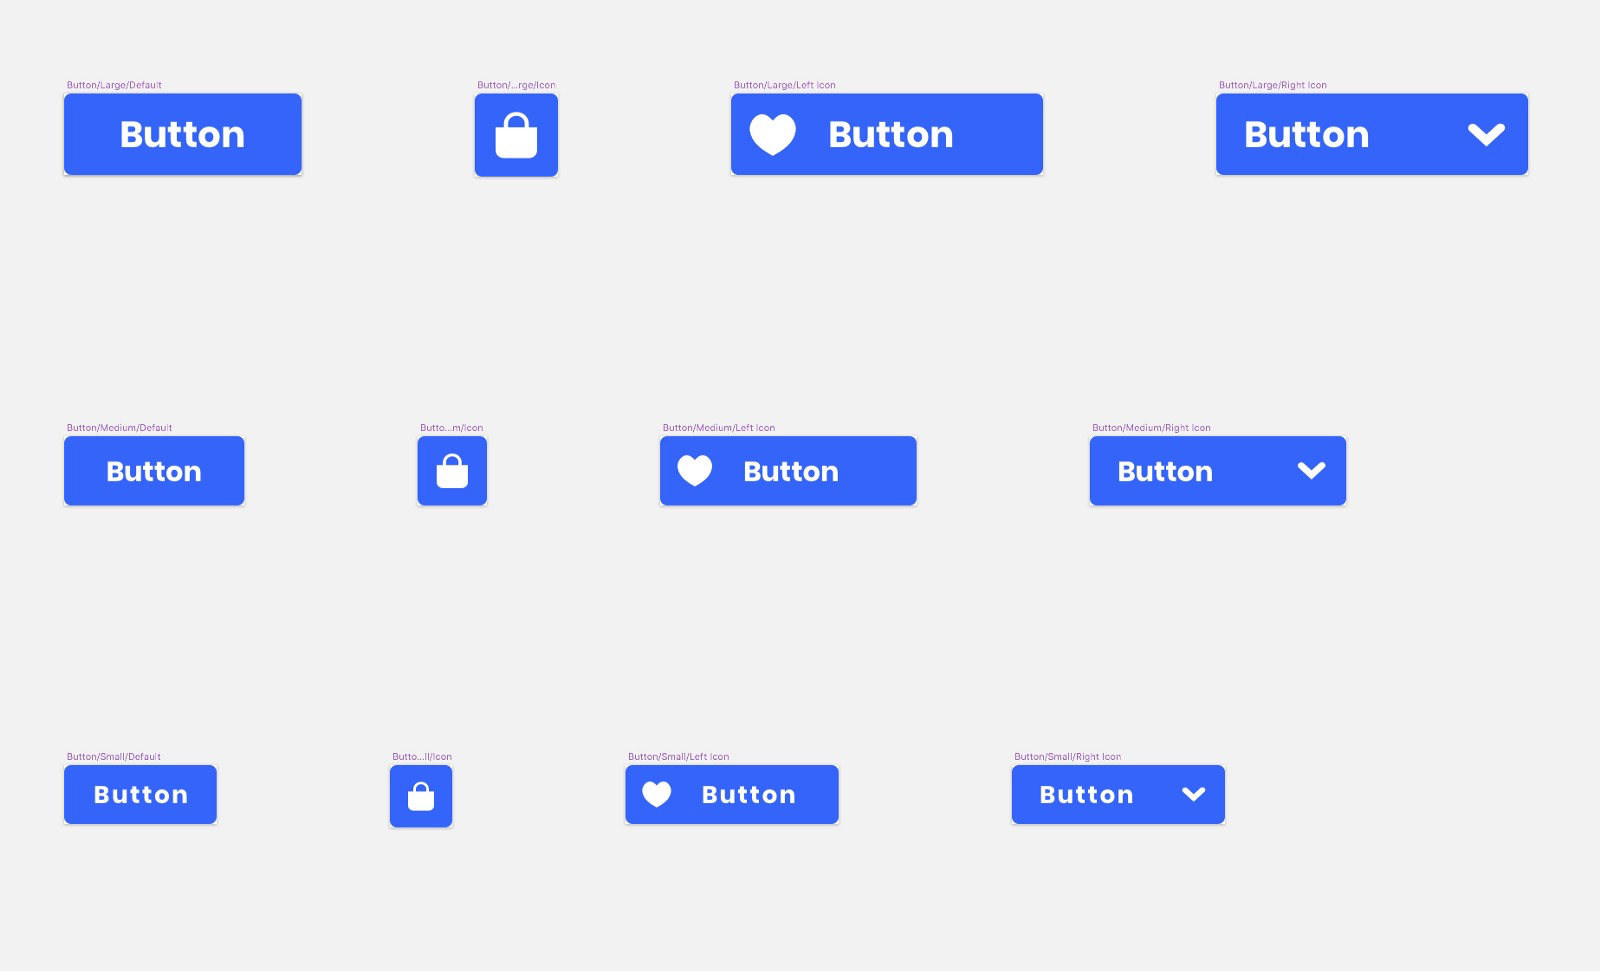 Button/Large/Default
Button/...rge/Icon
Button/Large/Left Icon
Button/Large/Right Icon
Button
Button
Button
Button/Medium/Default
Butto...m/Icon
Button/Medium/Left Icon
Button/Medium/Right Icon
Button
Button
Button
Button/Small/Default
Butto...ll/Icon
Button/Small/Left Icon
Button/Small/Right Icon
Button
Button
Button